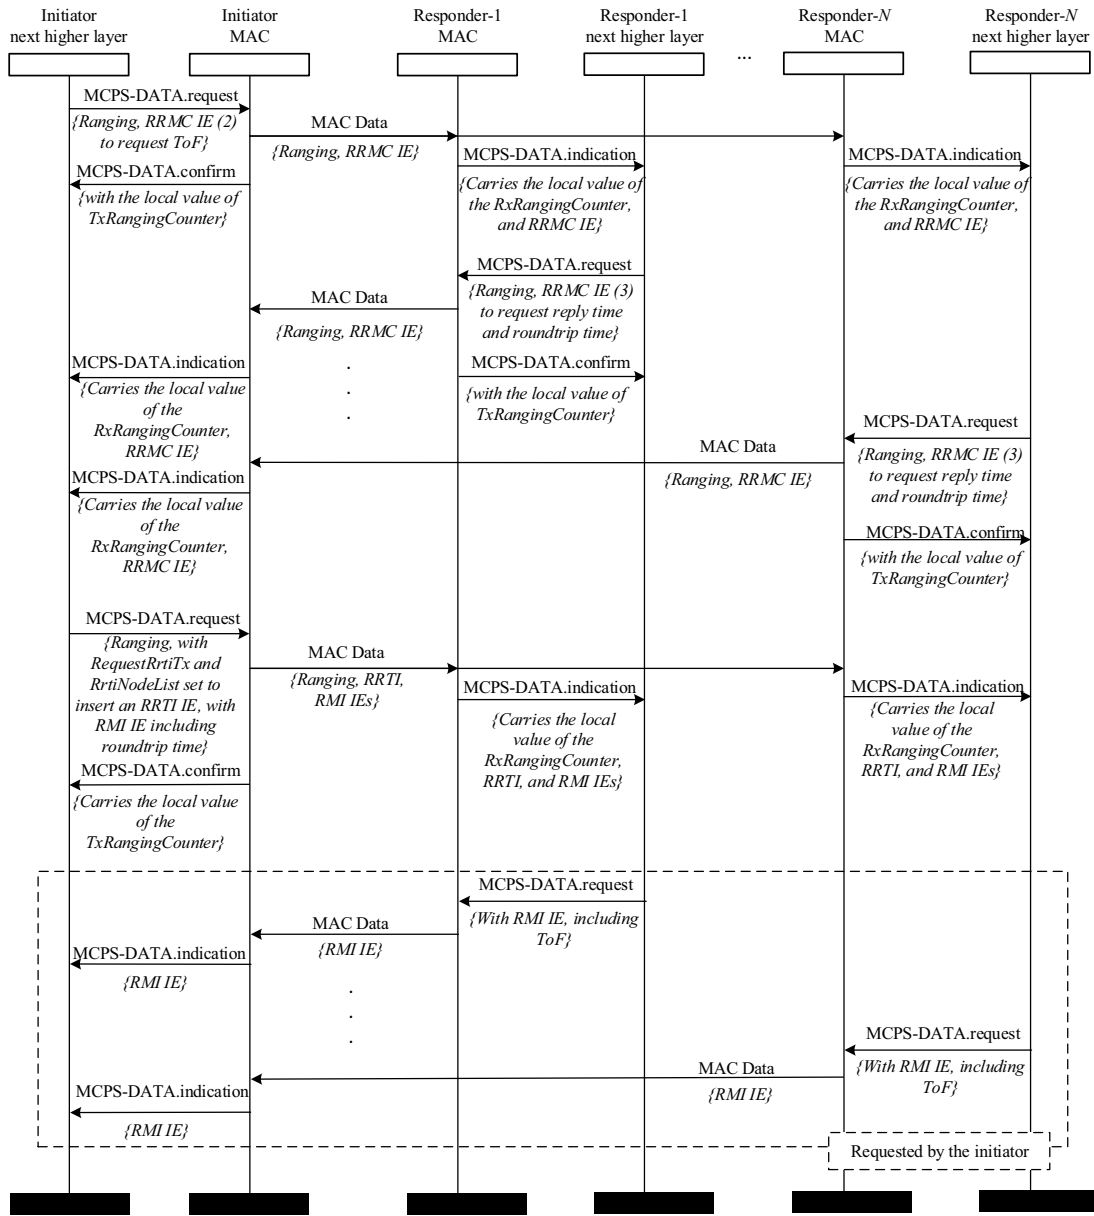 Initiator
next higher layer
Initiator
MAC
Responder-1
MAC
Responder-1
next higher layer
...
Responder-N
MAC
Responder-N
next higher layer
MCPS-DATA.request
{Ranging, RRMC IE (2)
to request ToF}
MAC Data
{Ranging, RRMC IE}
MCPS-DATA.confirm
{with the local value of
TxRangingCounter}
MCPS-DATA.indication
{Carries the local value of
the RxRangingCounter,
and RRMC IE}
MCPS-DATA.indication
{Carries the local value of
the RxRangingCounter,
and RRMC IE}
MCPS-DATA.request
{Ranging, RRMC IE (3)
to request reply time
and roundtrip time}
MAC Data
{Ranging, RRMC IE}
.
.
.
MCPS-DATA.indication
{Carries the local value
of the
RxRangingCounter,
RRMC IE}
MCPS-DATA.confirm
{with the local value of
TxRangingCounter}
MCPS-DATA.request
{Ranging, RRMC IE (3)
to request reply time
and roundtrip time}
MAC Data
{Ranging, RRMC IE}
MCPS-DATA.indication
{Carries the local value
of the
RxRangingCounter,
RRMC IE}
MCPS-DATA.confirm
{with the local value of
TxRangingCounter}
MCPS-DATA.request
{Ranging, with
RequestRrtiTx and
RrtiNodeList set to
insert an RRTI IE, with
RMI IE including
roundtrip time}
MAC Data
{Ranging, RRTI,
RMI IEs}
MCPS-DATA.indication
{Carries the local
value of the
RxRangingCounter,
RRTI, and RMI IEs}
MCPS-DATA.indication
{Carries the local
value of the
RxRangingCounter,
RRTI, and RMI IEs}
MCPS-DATA.confirm
{Carries the local value
of the
TxRangingCounter}
MCPS-DATA.request
{With RMI IE, including
ToF}
MAC Data
{RMI IE}
MCPS-DATA.indication
{RMI IE}
.
.
.
MCPS-DATA.request
{With RMI IE, including
ToF}
MAC Data
{RMI IE}
MCPS-DATA.indication
{RMI IE}
Requested by the initiator